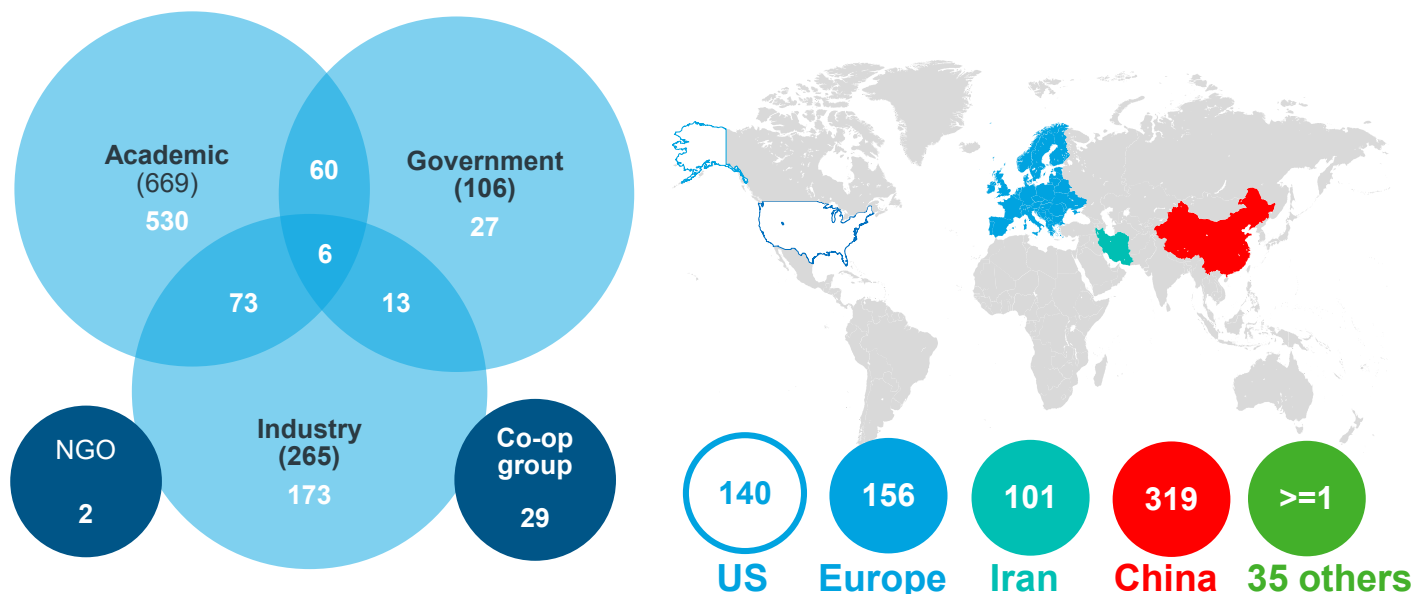 Academic
(669)
530
60
Government
(106)
27
6
73
13
Industry
(265)
173
NGO
2
Co-op
group
29
140
US
156
Europe
101
Iran
319
China
>=1
35 others